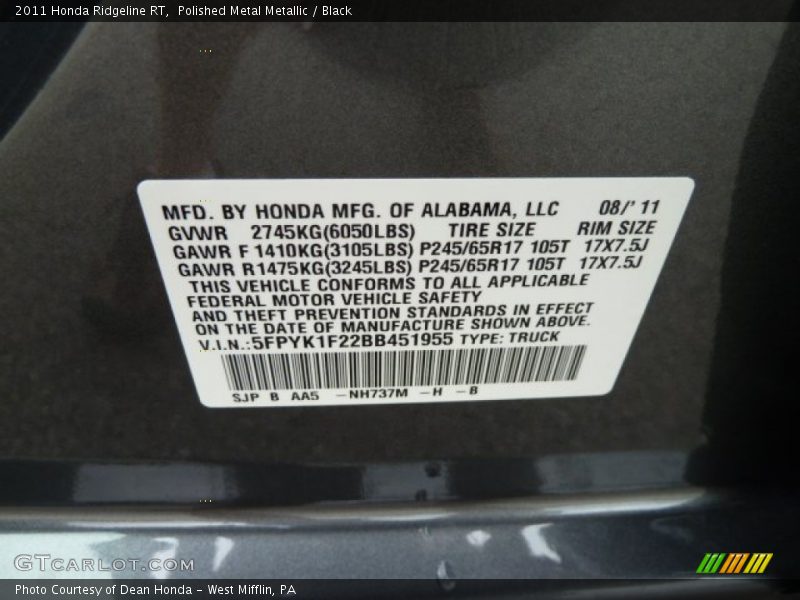 2011 Honda Ridgeline RT,  Polished Metal Metallic / Black
MFD. BY HONDA MFG. OF ALABAMA, LLC 08/' 11
GVWR 2745KG(6050LBS) TIRE SIZE RIM SIZE
GAWR F 1410KG(3105LBS) P245/65R17 105T 17X7.5J
GAWR R1475KG(3245LBS) P245/65R17 105T 17X7.5J
THIS VEHICLE CONFORMS TO ALL APPLICABLE
FEDERAL MOTOR VEHICLE SAFETY
AND THEFT PREVENTION STANDARDS IN EFFECT
ON THE DATE OF MANUFACTURE SHOWN ABOVE.
V.I.N.:5FPYK1F22BB451955 TYPE: TRUCK
SJP B AA5 -NH737M -H -B
GTCARLOT.COM
Photo Courtesy of Dean Honda - West Mifflin, PA